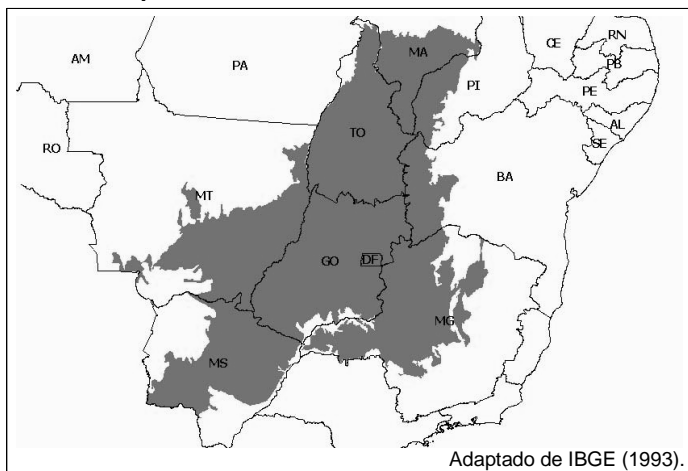 RN
CE
MA
PB
AM
PA
PI
PE
AL
TO
SE
RO
BA
MT
GO
DF
MG
MS
Adaptado de IBGE (1993).